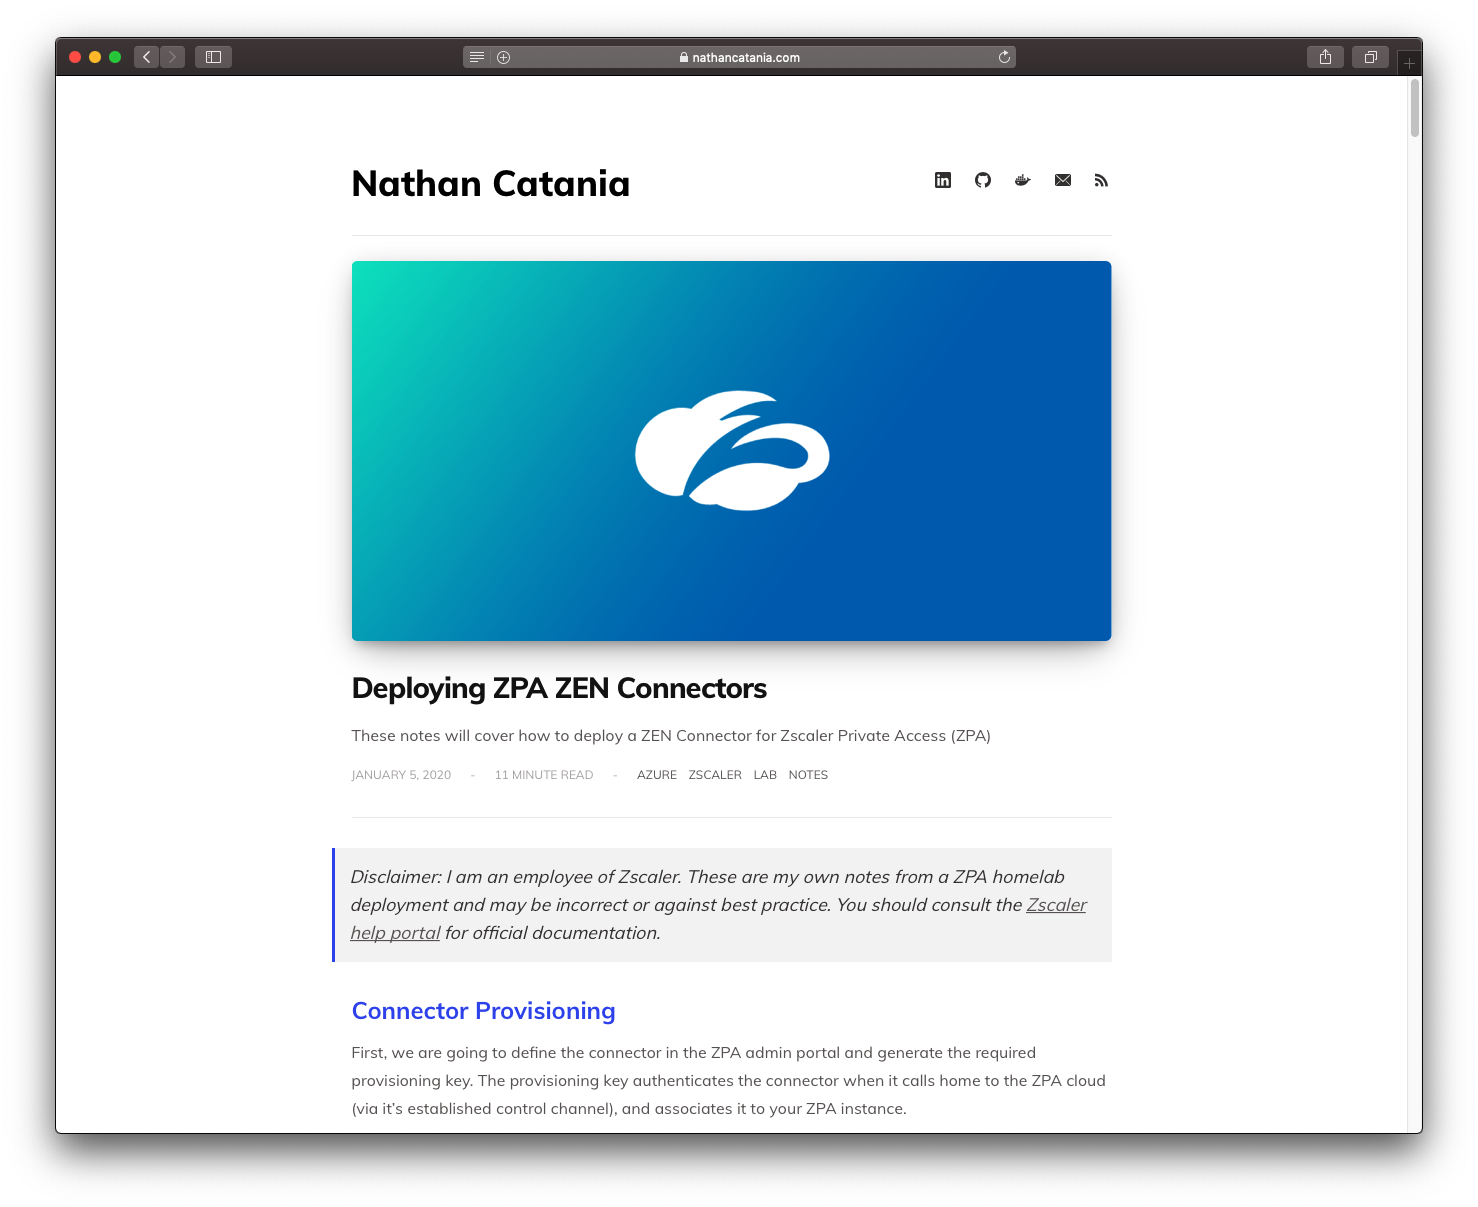 nathancatania.com
Nathan Catania
Deploying ZPA ZEN Connectors
These notes will cover how to deploy a ZEN Connector for Zscaler Private Access (ZPA)
JANUARY 5, 2020 - 11 MINUTE READ - AZURE ZSCALER LAB NOTES
Disclaimer: I am an employee of Zscaler. These are my own notes from a ZPA homelab
deployment and may be incorrect or against best practice. You should consult the Zscaler
help portal for official documentation.
Connector Provisioning
First, we are going to define the connector in the ZPA admin portal and generate the required
provisioning key. The provisioning key authenticates the connector when it calls home to the ZPA cloud
(via it's established control channel), and associates it to your ZPA instance.